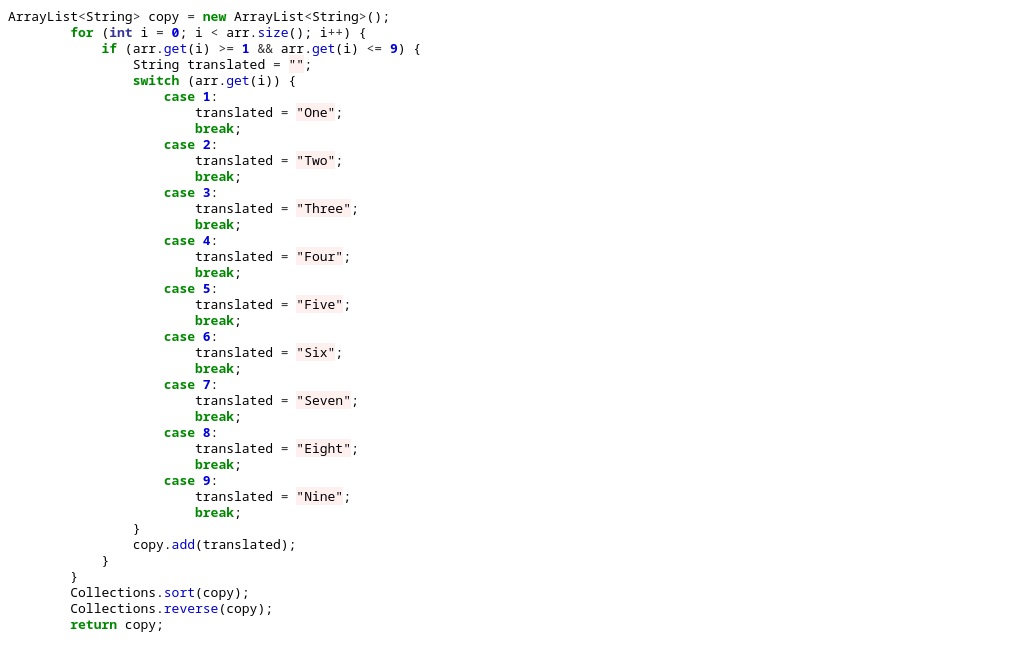 ArrayList<String> copy = new ArrayList<String>();
for (int i = 0; i < arr.size(); i++) {
if (arr.get(i) >= 1 && arr.get(i) <= 9) {
String translated = "";
switch (arr.get(i)) {
case 1:
translated = "One";
break;
case 2:
translated = "Two";
break;
case 3:
translated = "Three";
break;
case 4:
translated = "Four";
break;
case 5:
translated = "Five";
break;
case 6:
translated = "Six";
break;
case 7:
translated = "Seven";
break;
case 8:
translated = "Eight";
break;
case 9:
translated = "Nine";
break;
}
copy.add(translated);
}
}
Collections.sort(copy);
Collections.reverse(copy);
return copy;